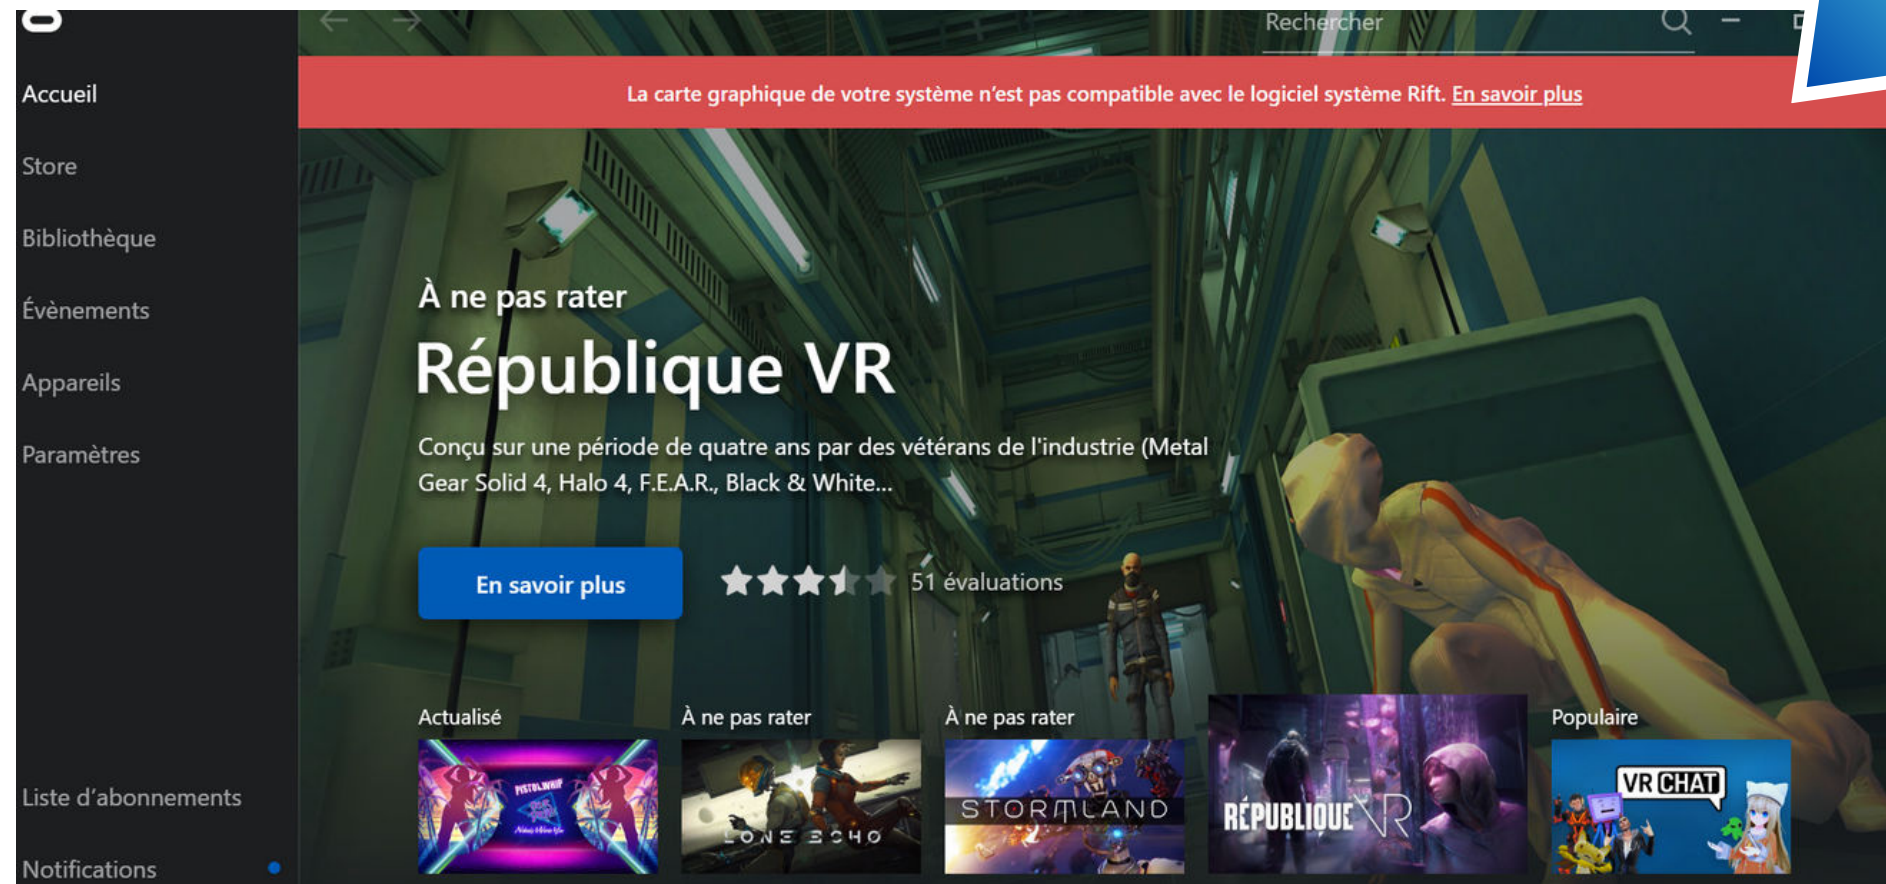 Rechercher
La carte graphique de votre système n’est pas compatible avec le logiciel système Rift. En savoir plus
Accueil
Store
Bibliothèque
Évènements
Appareils
Paramètres
Liste d’abonnements
Notifications
À ne pas rater
République VR
Conçu sur une période de quatre ans par des vétérans de l'industrie (Metal
Gear Solid 4, Halo 4, F.E.A.R., Black & White...
En savoir plus
51 évaluations
Actualisé
PISTOL WHIP
À ne pas rater
LONE ECHO
À ne pas rater
STORMLAND
RÉPUBLIQUE VR
Populaire
VR CHAT